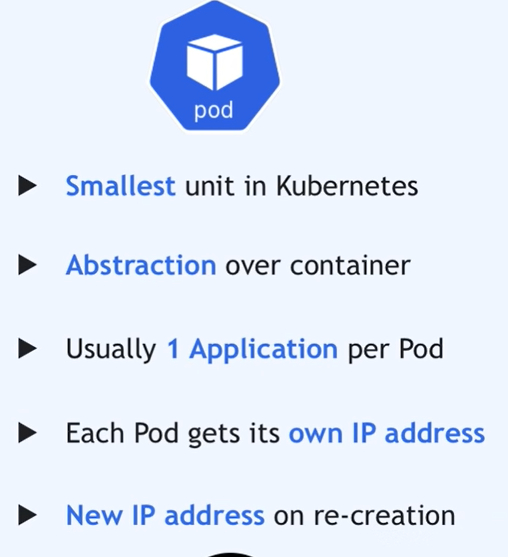 pod
Smallest unit in Kubernetes
Abstraction over container
Usually 1 Application per Pod
Each Pod gets its own IP address
New IP address on re-creation